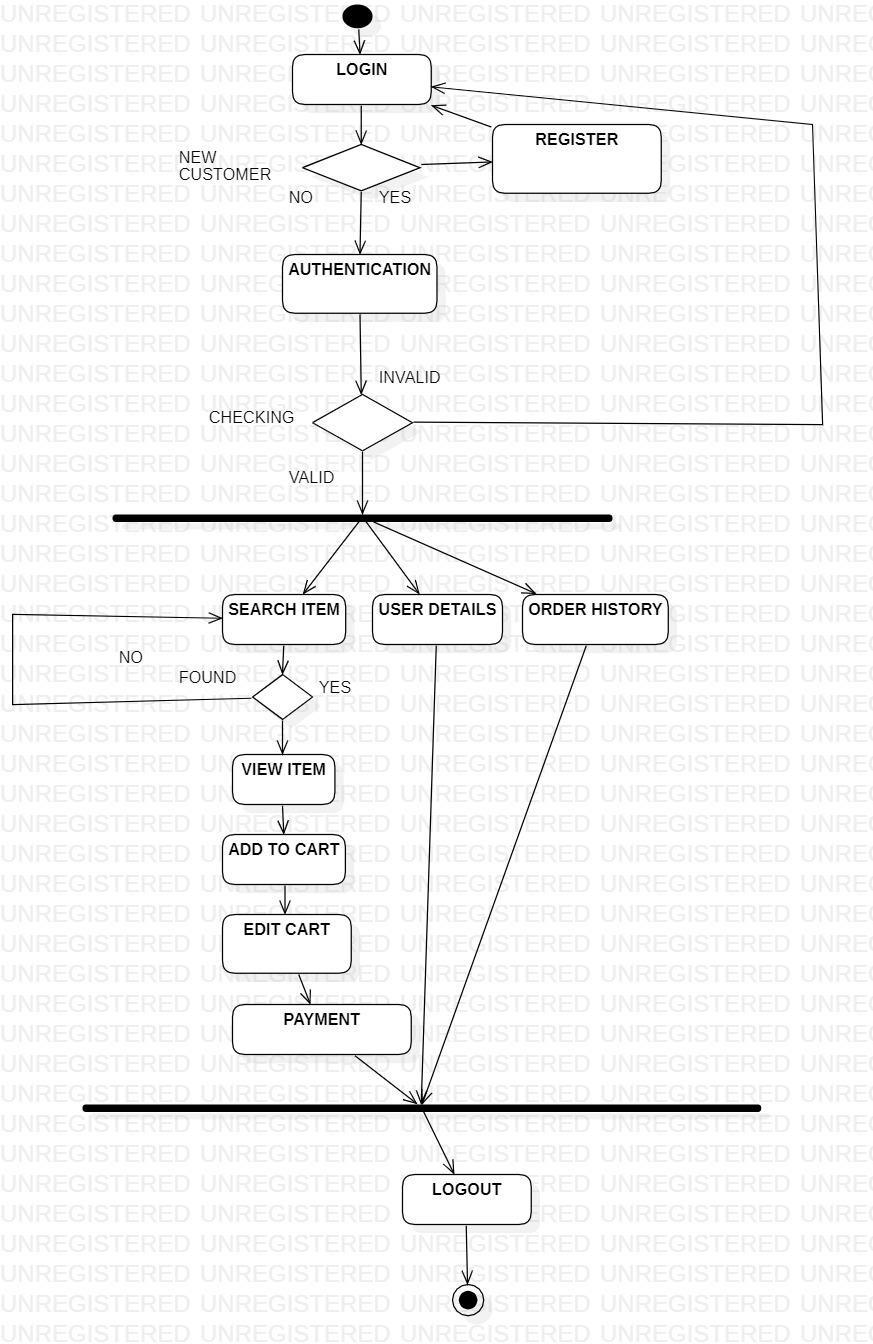 LOGIN
REGISTER
NEW
CUSTOMER
NO
YES
AUTHENTICATION
INVALID
CHECKING
VALID
SEARCH ITEM
USER DETAILS
ORDER HISTORY
NO
FOUND
YES
VIEW ITEM
ADD TO CART
EDIT CART
PAYMENT
LOGOUT
UNREGISTERED